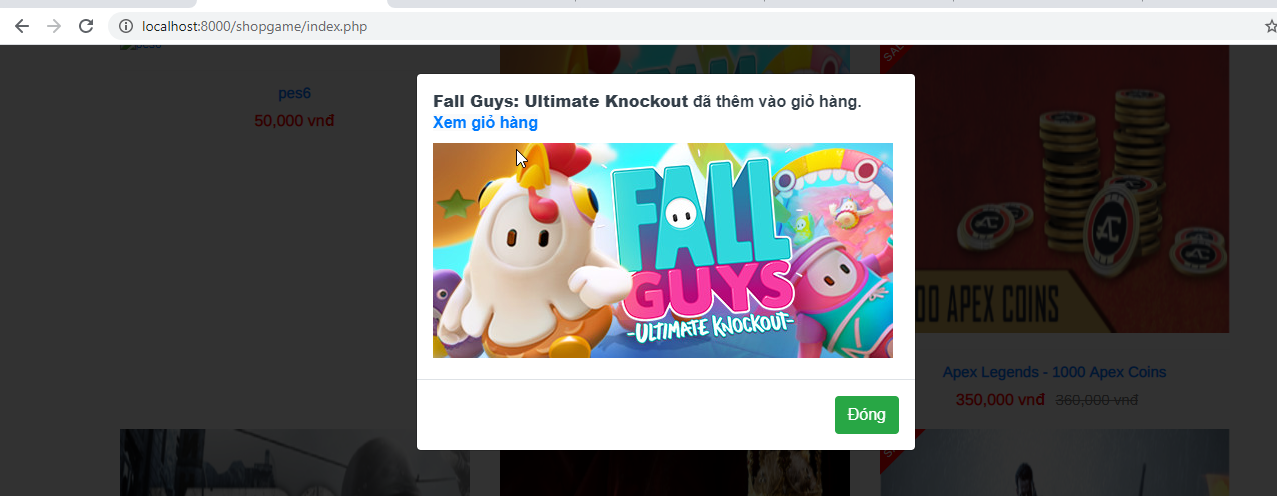 localhost:8000/shopgame/index.php
pes6
50,000 vnđ
Fall Guys: Ultimate Knockout đã thêm vào giỏ hàng.
Xem giỏ hàng
FALL
GUYS
-ULTIMATE KNOCKOUT-
Đóng
SAL
00 APEX COINS
Apex Legends - 1000 Apex Coins
350,000 vnđ 360,000 vnđ